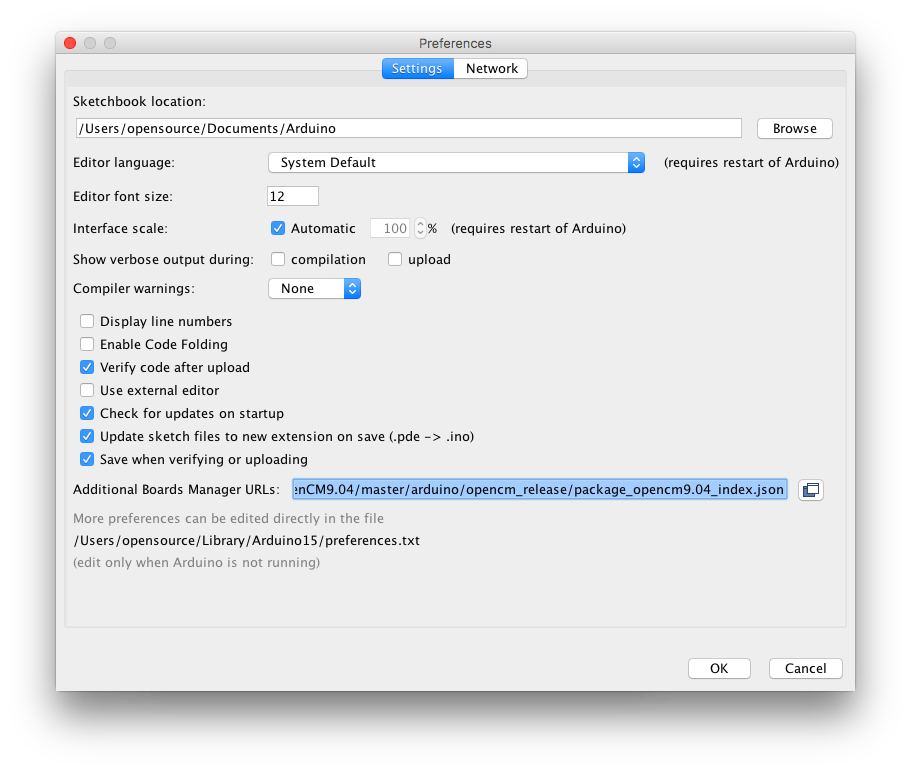 Preferences
Settings Network
Sketchbook location:
/Users/opensource/Documents/Arduino Browse
Editor language: System Default (requires restart of Arduino)
Editor font size: 12
Interface scale: Automatic 100 % (requires restart of Arduino)
Show verbose output during: compilation upload
Compiler warnings: None
Display line numbers
Enable Code Folding
Verify code after upload
Use external editor
Check for updates on startup
Update sketch files to new extension on save (.pde -> .ino)
Save when verifying or uploading
Additional Boards Manager URLs: enCM9.04/master/arduino/opencm_release/package_opencm9.04_index.json
More preferences can be edited directly in the file
/Users/opensource/Library/Arduino15/preferences.txt
(edit only when Arduino is not running)
OK Cancel